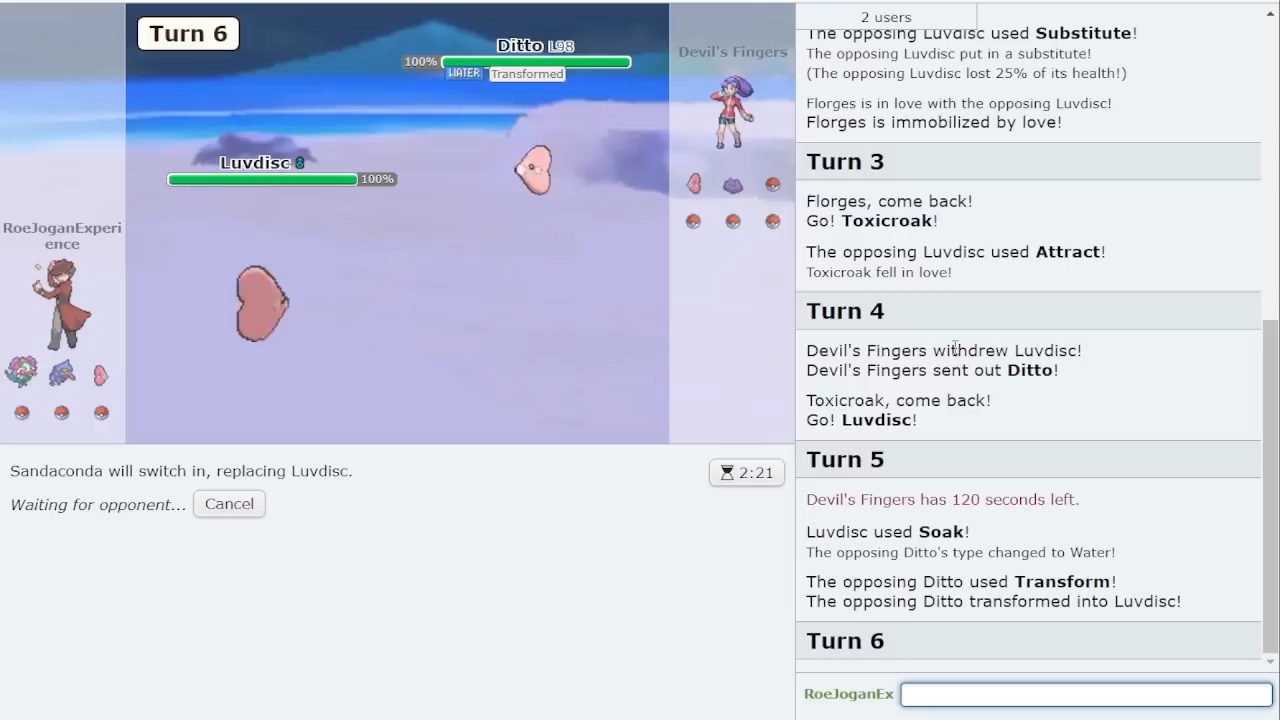 Turn 6
Ditto L98
100%
WATER Transformed
Luvdisc
100%
RoeJoganExperi
ence
Devil's Fingers
Sandaconda will switch in, replacing Luvdisc.
2:21
Waiting for opponent... Cancel
2 users
The opposing Luvdisc used Substitute!
The opposing Luvdisc put in a substitute!
(The opposing Luvdisc lost 25% of its health!)
Florges is in love with the opposing Luvdisc!
Florges is immobilized by love!
Turn 3
Florges, come back!
Go! Toxicroak!
The opposing Luvdisc used Attract!
Toxicroak fell in love!
Turn 4
Devil's Fingers withdrew Luvdisc!
Devil's Fingers sent out Ditto!
Toxicroak, come back!
Go! Luvdisc!
Turn 5
Devil's Fingers has 120 seconds left.
Luvdisc used Soak!
The opposing Ditto's type changed to Water!
The opposing Ditto used Transform!
The opposing Ditto transformed into Luvdisc!
Turn 6
RoeJoganEx